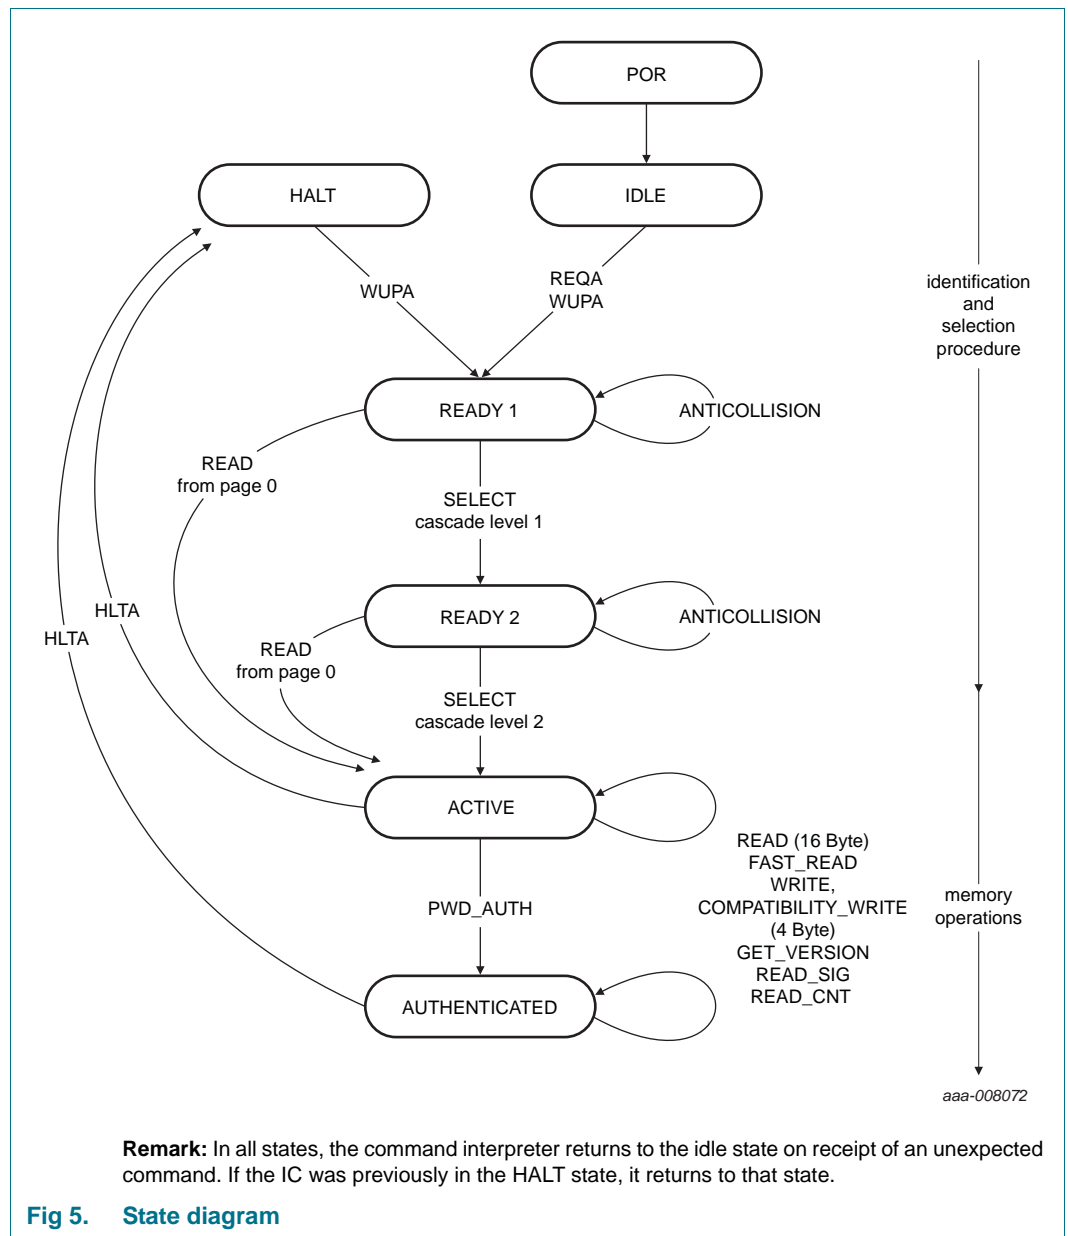 POR
HALT
IDLE
WUPA
REQA
WUPA
identification
and
selection
procedure
READY 1
ANTICOLLISION
READ
from page 0
SELECT
cascade level 1
READY 2
ANTICOLLISION
HLTA
HLTA
READ
from page 0
SELECT
cascade level 2
ACTIVE
READ (16 Byte)
FAST_READ
WRITE,
COMPATIBILITY_WRITE
(4 Byte)
GET_VERSION
READ_SIG
READ_CNT
memory
operations
PWD_AUTH
AUTHENTICATED
aaa-008072
Remark: In all states, the command interpreter returns to the idle state on receipt of an unexpected
command. If the IC was previously in the HALT state, it returns to that state.
Fig 5. State diagram